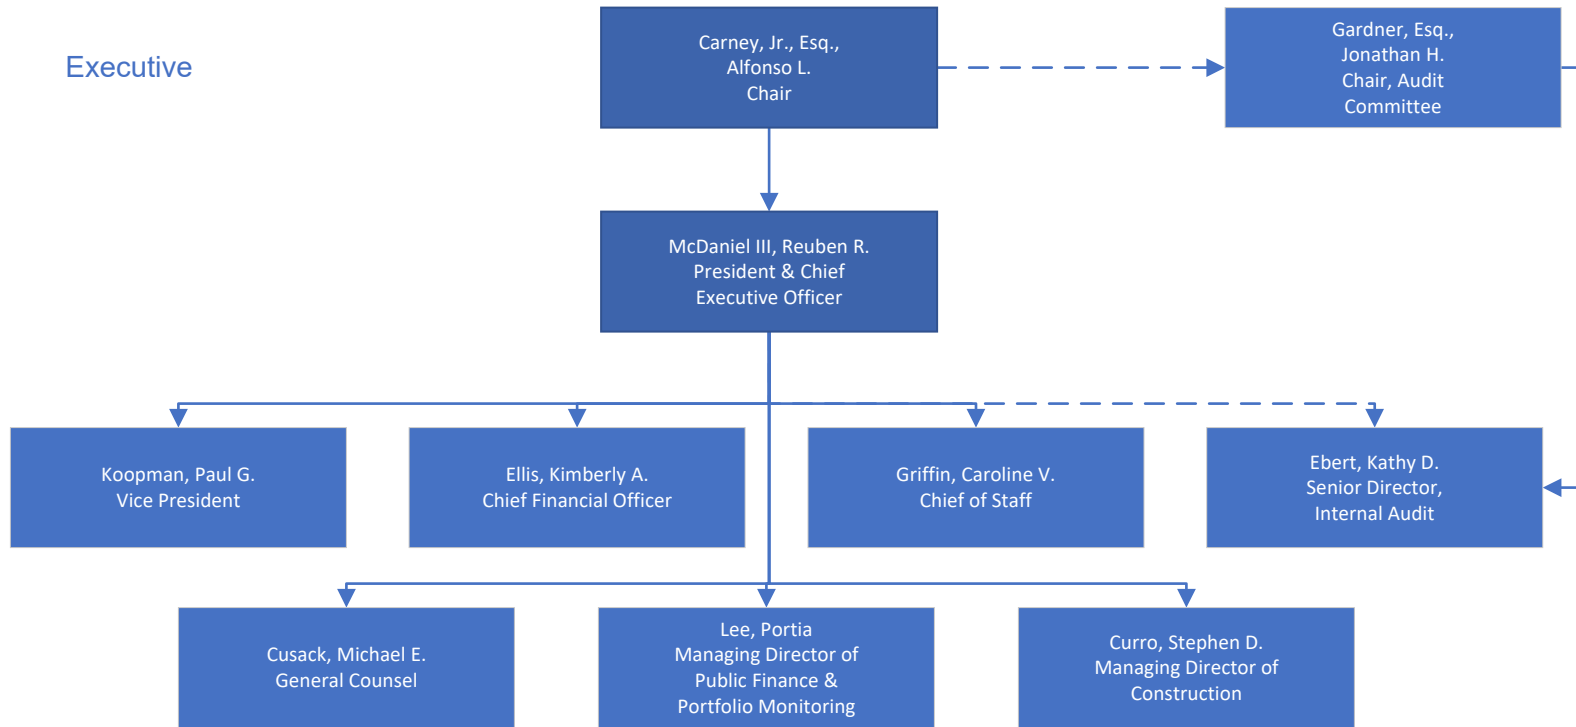 Executive
Carney, Jr., Esq.,
Alfonso L.
Chair
Gardner, Esq.,
Jonathan H.
Chair, Audit
Committee
McDaniel III, Reuben R.
President & Chief
Executive Officer
Koopman, Paul G.
Vice President
Ellis, Kimberly A.
Chief Financial Officer
Griffin, Caroline V.
Chief of Staff
Ebert, Kathy D.
Senior Director,
Internal Audit
Cusack, Michael E.
General Counsel
Lee, Portia
Managing Director of
Public Finance &
Portfolio Monitoring
Curro, Stephen D.
Managing Director of
Construction